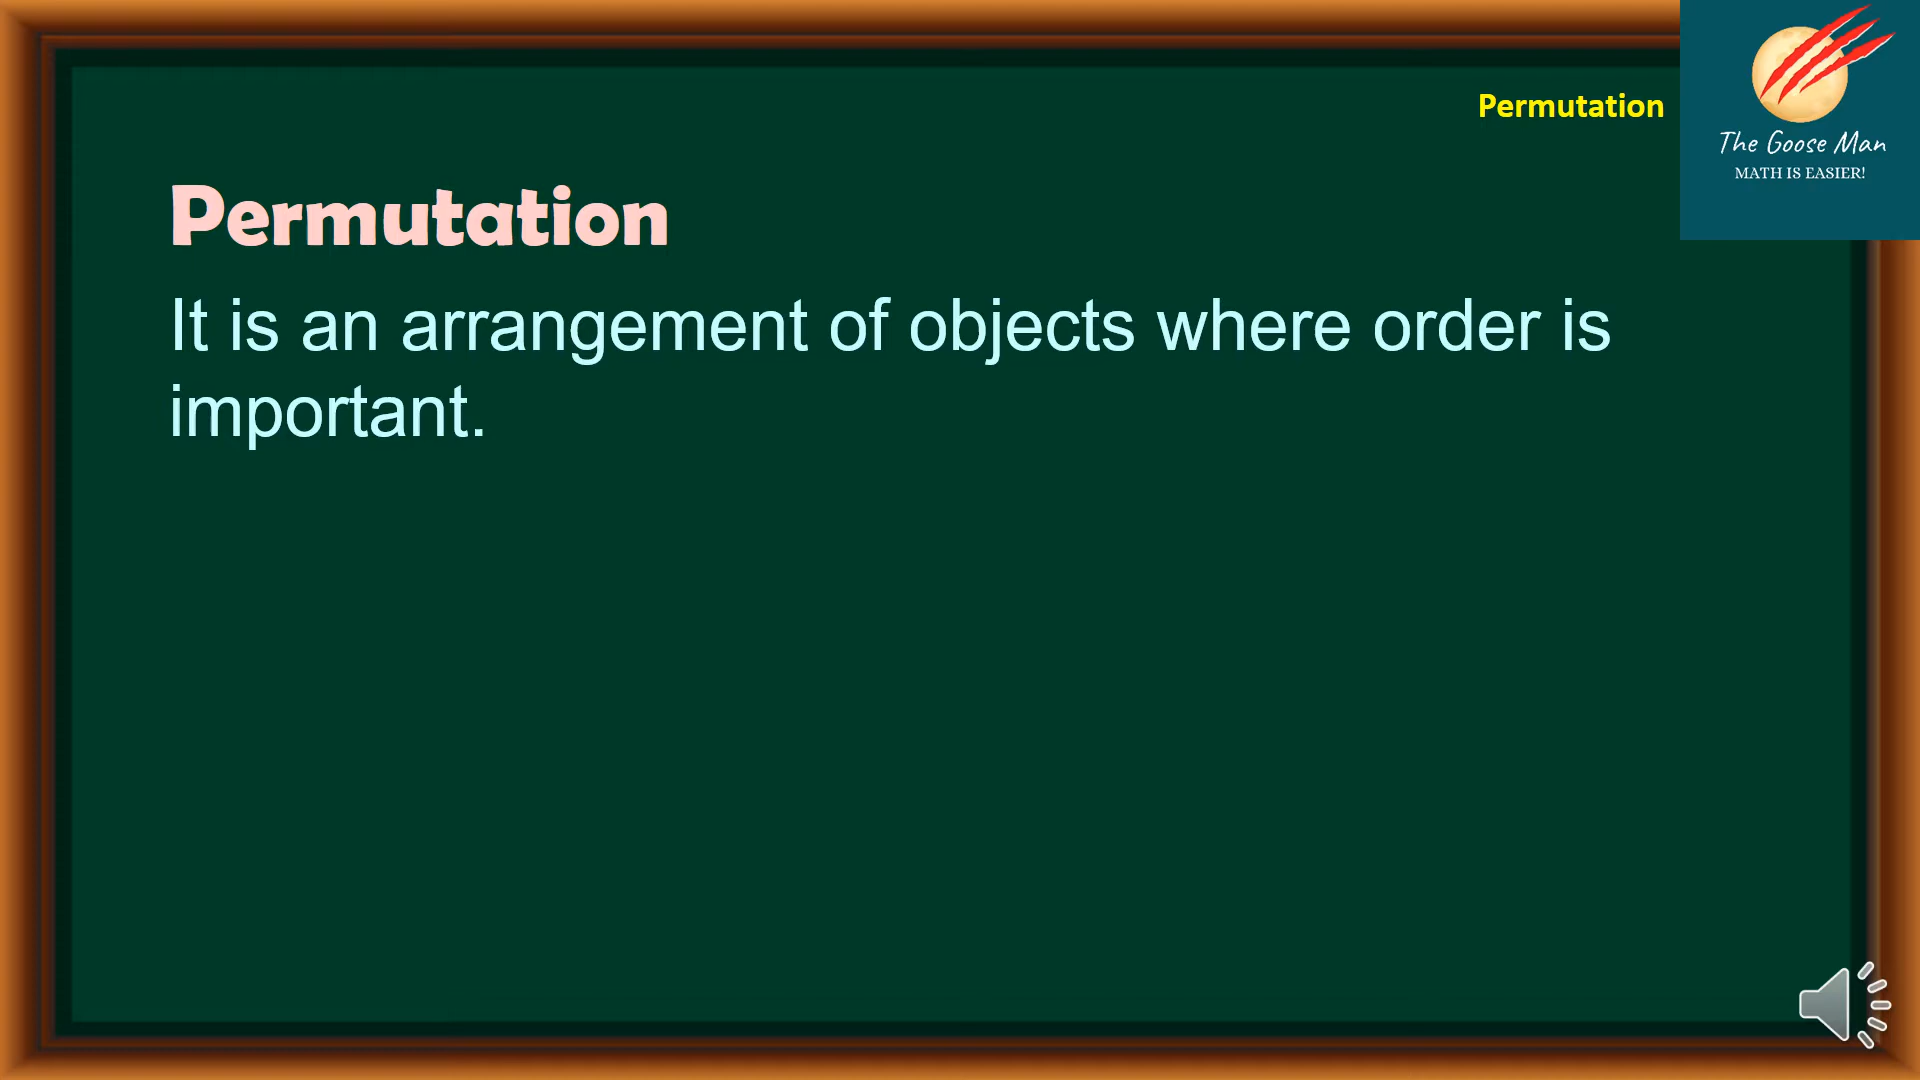 Permutation
The Goose Man
MATH IS EASIER!
Permutation
It is an arrangement of objects where order is
important.